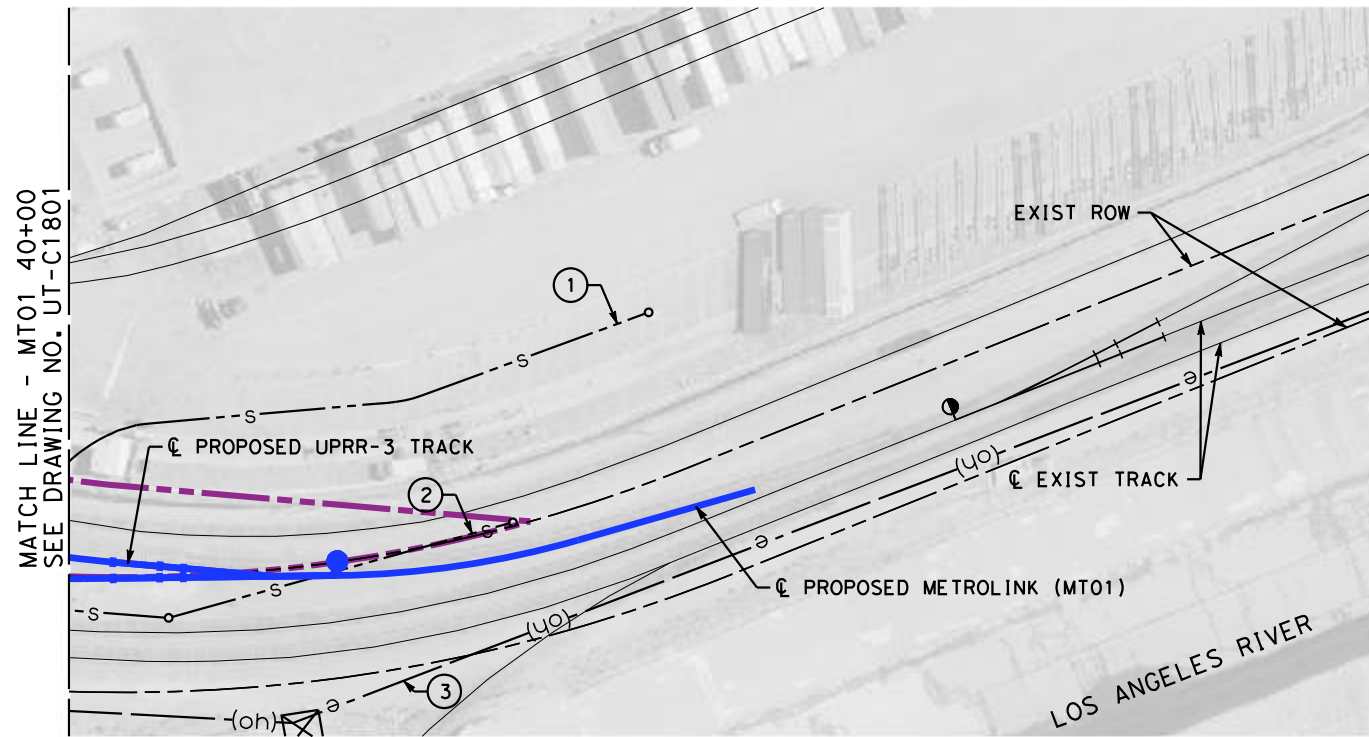 MATCH LINE - MT01 40+00
SEE DRAWING NO. UT-C1801
EXIST ROW
1
s
s
℄ PROPOSED UPRR-3 TRACK
2
s
s
s
e
(oh)
℄ EXIST TRACK
e
℄ PROPOSED METROLINK (MT01)
(oh)
3
e
(oh)
LOS ANGELES RIVER